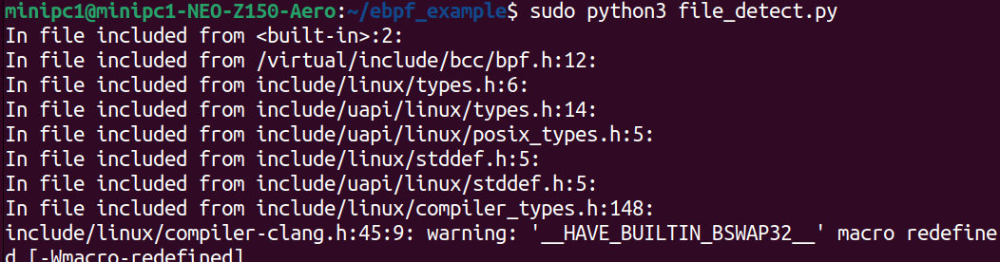 minipc1@minipc1-NEO-Z150-Aero:~/ebpf_example$ sudo python3 file_detect.py
In file included from <built-in>:2:
In file included from /virtual/include/bcc/bpf.h:12:
In file included from include/linux/types.h:6:
In file included from include/uapi/linux/types.h:14:
In file included from include/uapi/linux/posix_types.h:5:
In file included from include/linux/stddef.h:5:
In file included from include/uapi/linux/stddef.h:5:
In file included from include/linux/compiler_types.h:148:
include/linux/compiler-clang.h:45:9: warning: '__HAVE_BUILTIN_BSWAP32__' macro redefine
d [-Wmacro-redefined]